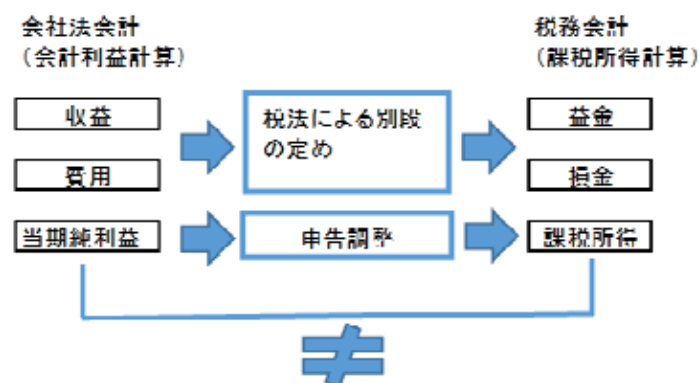 会社法会計
(会計利益計算)
税務会計
(課税所得計算)
収益
税法による別段
の定め
益金
費用
損金
当期純利益
申告調整
課税所得
≠